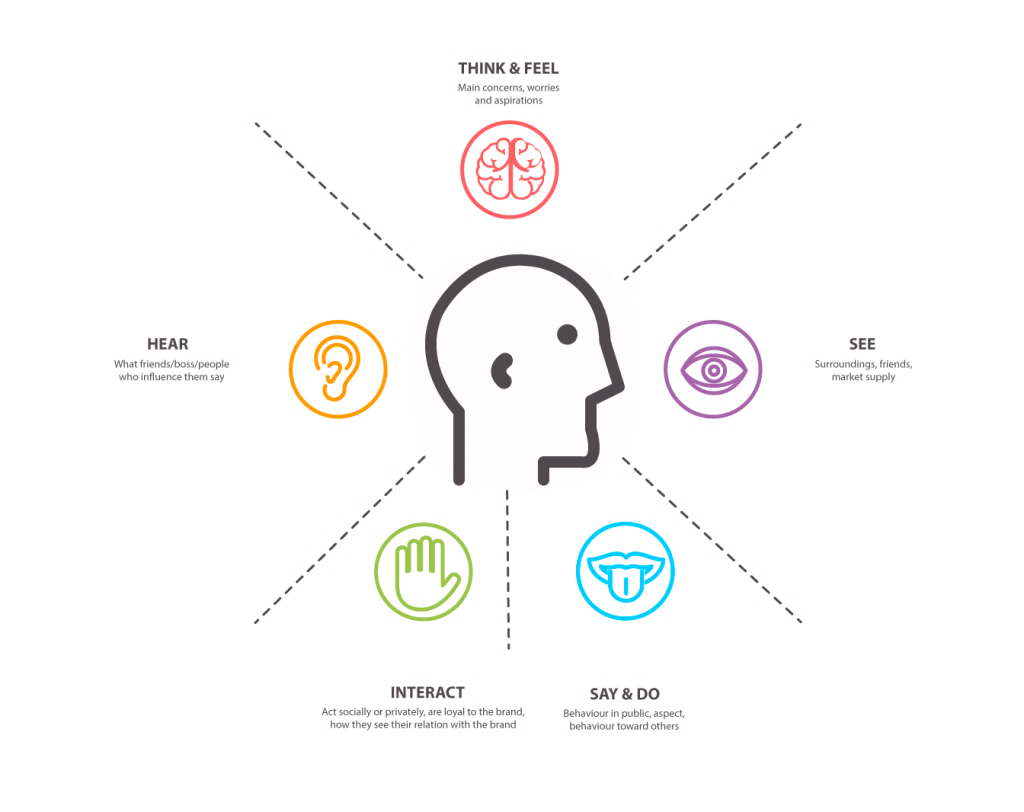 THINK & FEEL
Main concerns, worries
and aspirations
HEAR
What friends/boss/people
who influence them say
SEE
Surroundings, friends,
market supply
INTERACT
Act socially or privately, are loyal to the brand,
how they see their relation with the brand
SAY & DO
Behaviour in public, aspect,
behaviour toward others